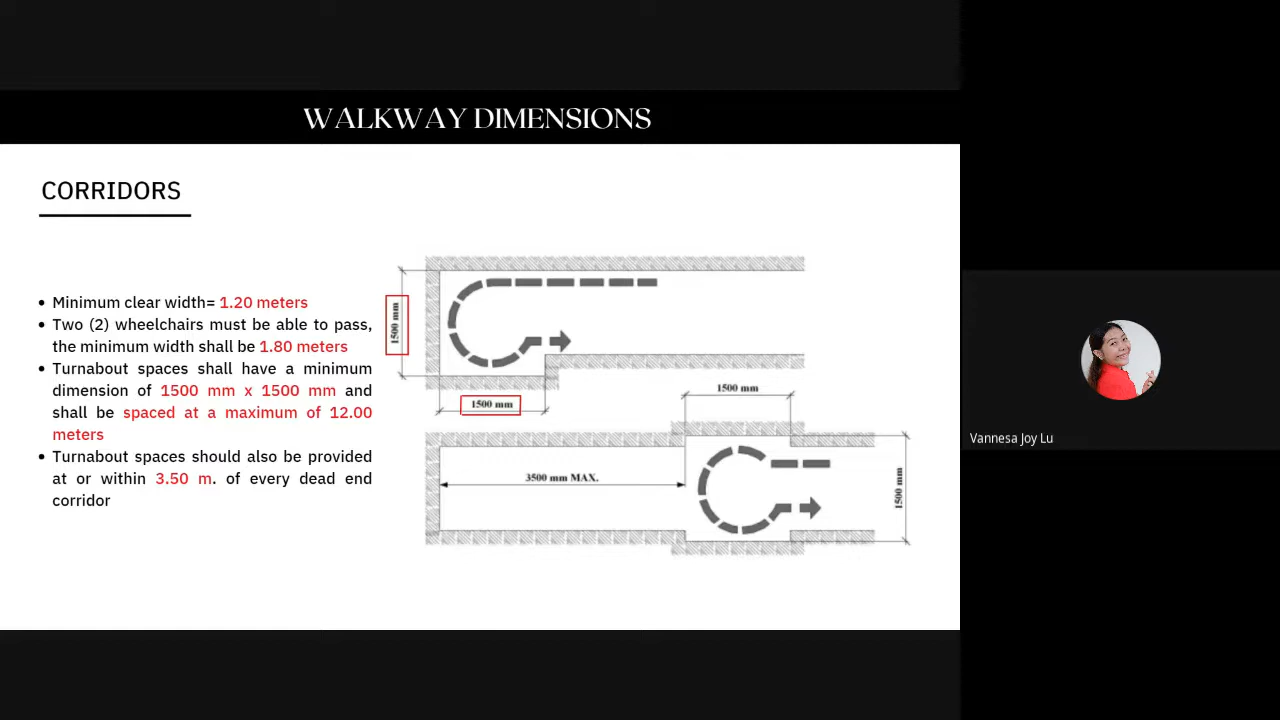 WALKWAY DIMENSIONS
CORRIDORS
• Minimum clear width= 1.20 meters
• Two (2) wheelchairs must be able to pass,
the minimum width shall be 1.80 meters
• Turnabout spaces shall have a minimum
dimension of 1500 mm x 1500 mm and
shall be spaced at a maximum of 12.00
meters
• Turnabout spaces should also be provided
at or within 3.50 m. of every dead end
corridor
1500 mm
1500 mm
1500 mm
3500 mm MAX.
1500 mm
Vannesa Joy Lu